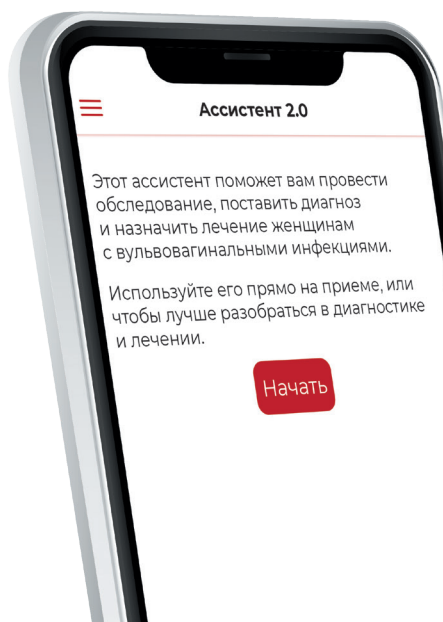 Ассистент 2.0
Этот ассистент поможет вам провести
обследование, поставить диагноз
и назначить лечение женщинам
с вульвовагинальными инфекциями.
Используйте его прямо на приеме, или
чтобы лучше разобраться в диагностике
и лечении.
Начать